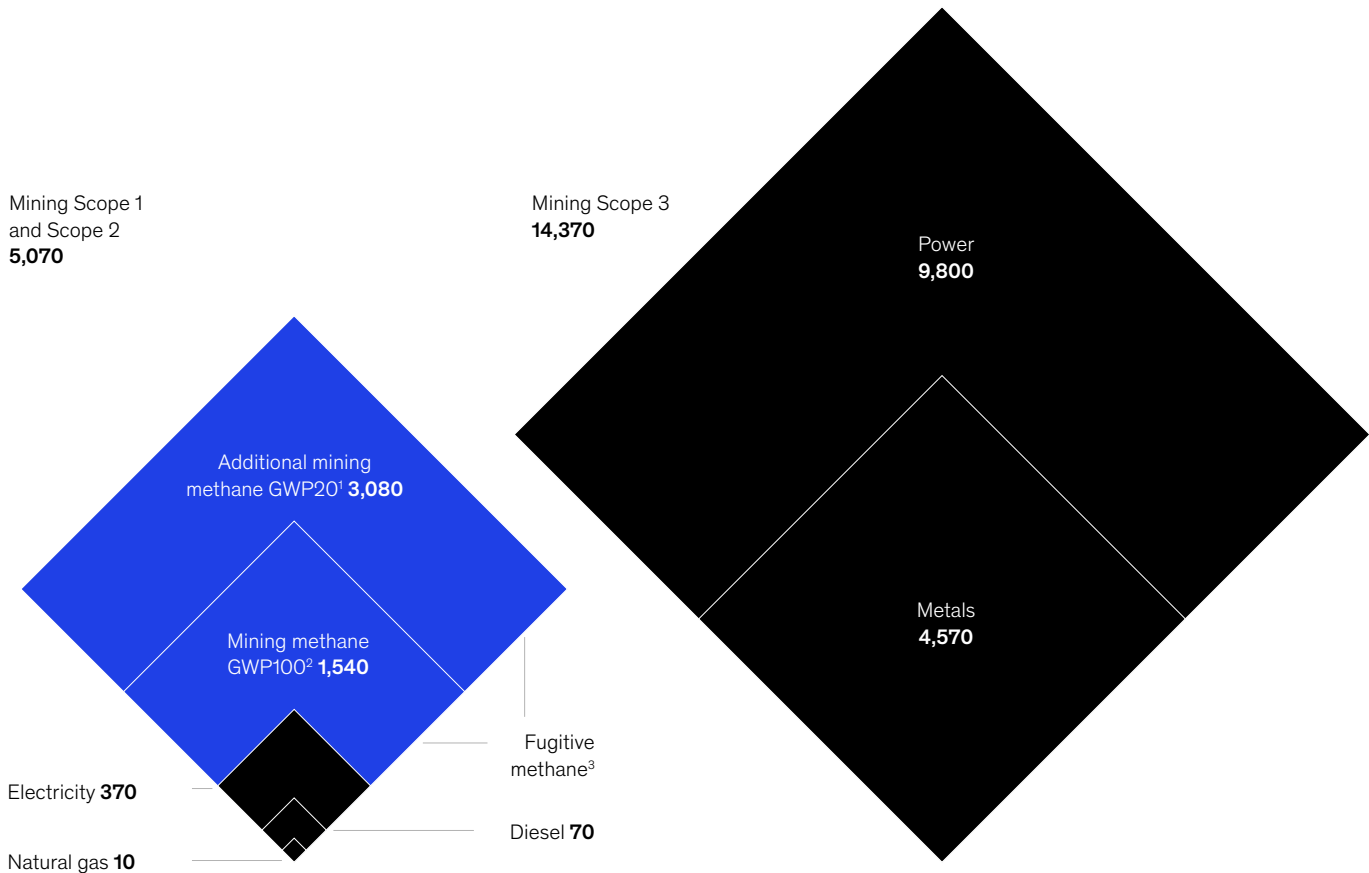 Mining Scope 1
and Scope 2
5,070
Additional mining
methane GWP20¹ 3,080
Mining methane
GWP100² 1,540
Electricity 370
Natural gas 10
Fugitive
methane³
Diesel 70
Mining Scope 3
14,370
Power
9,800
Metals
4,570